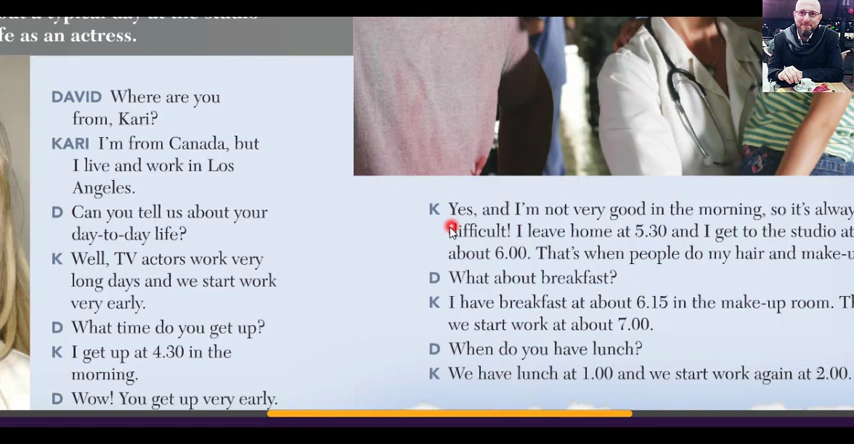 fe as an actress.
DAVID Where are you
from, Kari?
KARI I'm from Canada, but
I live and work in Los
Angeles.
D Can you tell us about your
day-to-day life?
K Well, TV actors work very
long days and we start work
very early.
D What time do you get up?
K I get up at 4.30 in the
morning.
D Wow! You get up very early.
K Yes, and I'm not very good in the morning, so it's alway
difficult! I leave home at 5.30 and I get to the studio at
about 6.00. That's when people do my hair and make-u
D What about breakfast?
K I have breakfast at about 6.15 in the make-up room. Th
we start work at about 7.00.
D When do you have lunch?
K We have lunch at 1.00 and we start work again at 2.00.